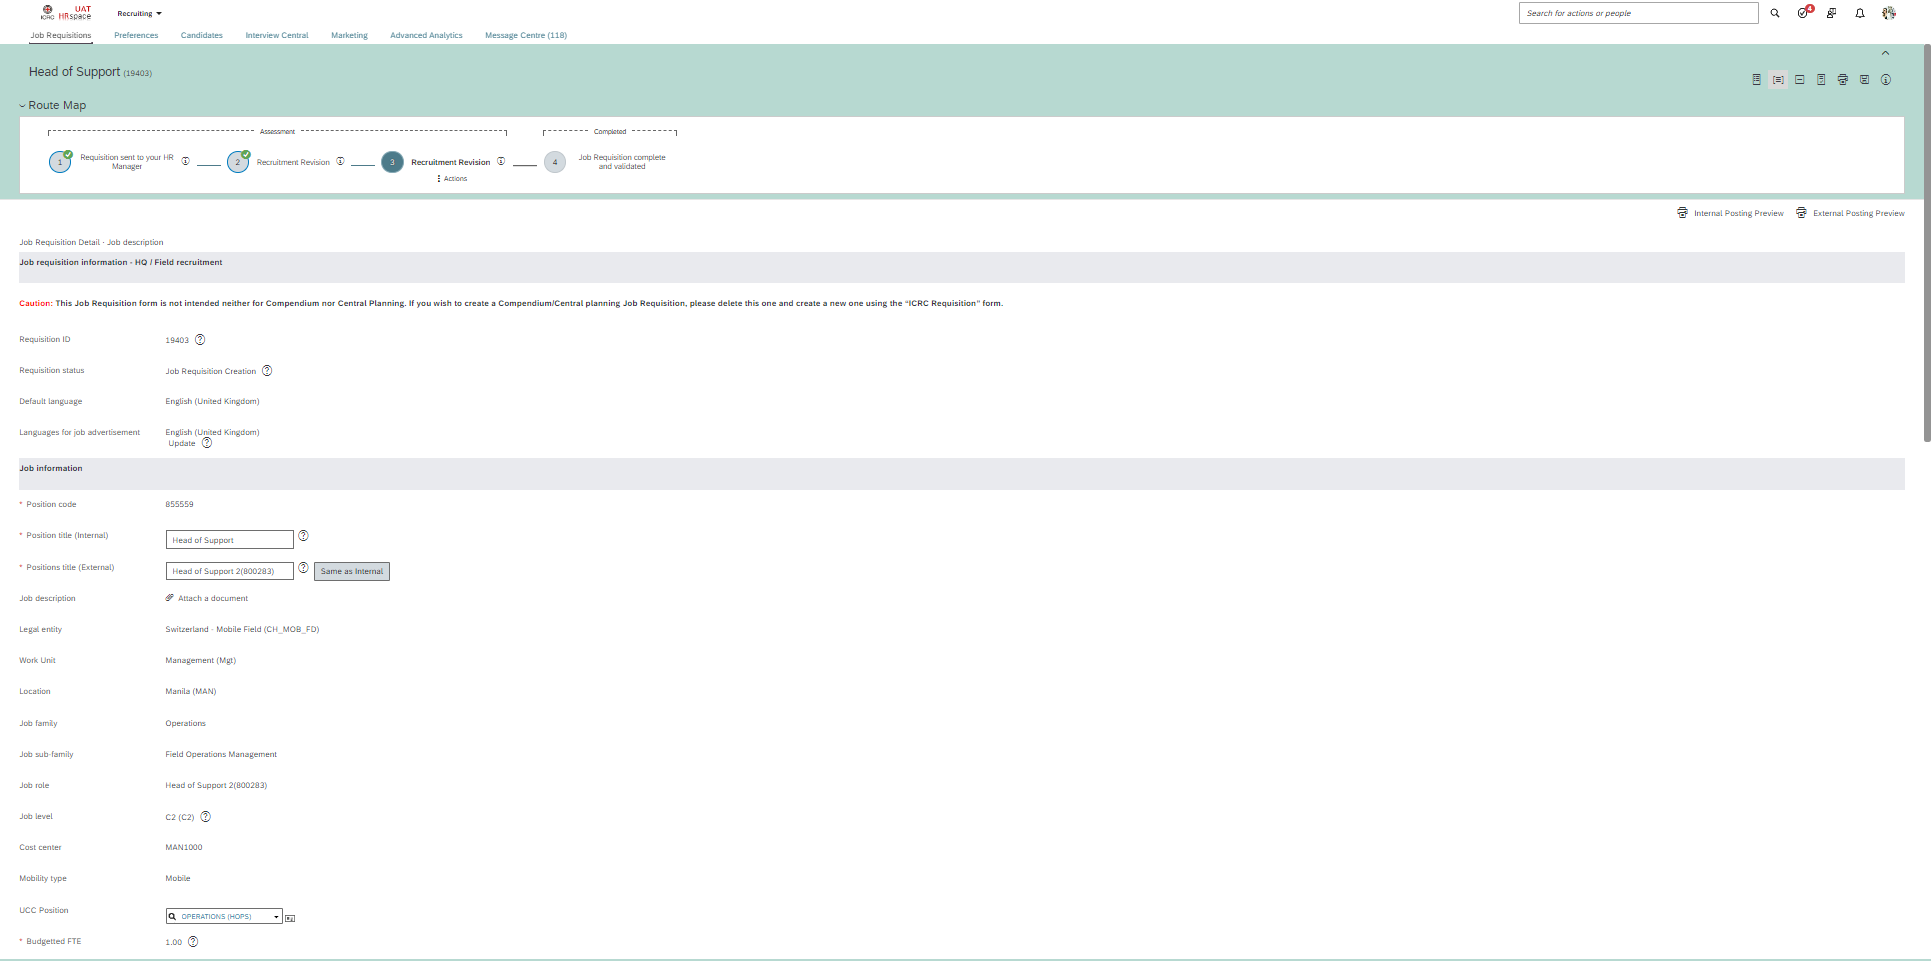 ICRC
UAT
HRspace
Recruiting
Search for actions or people
4
Job Requisitions
Preferences
Candidates
Interview Central
Marketing
Advanced Analytics
Message Centre (118)
Head of Support (19403)
Route Map
Assessment
Completed
1
Requisition sent to your HR
Manager
2
Recruitment Revision
3
Recruitment Revision
Actions
4
Job Requisition complete
and validated
Internal Posting Preview
External Posting Preview
Job Requisition Detail - Job description
Job requisition information - HQ / Field recruitment
Caution: This Job Requisition form is not intended neither for Compendium nor Central Planning. If you wish to create a Compendium/Central planning Job Requisition, please delete this one and create a new one using the "ICRC Requisition" form.
Requisition ID
19403
Requisition status
Job Requisition Creation
Default language
English (United Kingdom)
Languages for job advertisement
English (United Kingdom)
Update
Job information
* Position code
855559
* Position title (Internal)
Head of Support
* Positions title (External)
Head of Support 2(800283)
Same as Internal
Job description
Attach a document
Legal entity
Switzerland - Mobile Field (CH_MOB_FD)
Work Unit
Management (Mgt)
Location
Manila (MAN)
Job family
Operations
Job sub-family
Field Operations Management
Job role
Head of Support 2(800283)
Job level
C2 (C2)
Cost center
MAN1000
Mobility type
Mobile
UCC Position
OPERATIONS (HOPS)
* Budgetted FTE
1.00